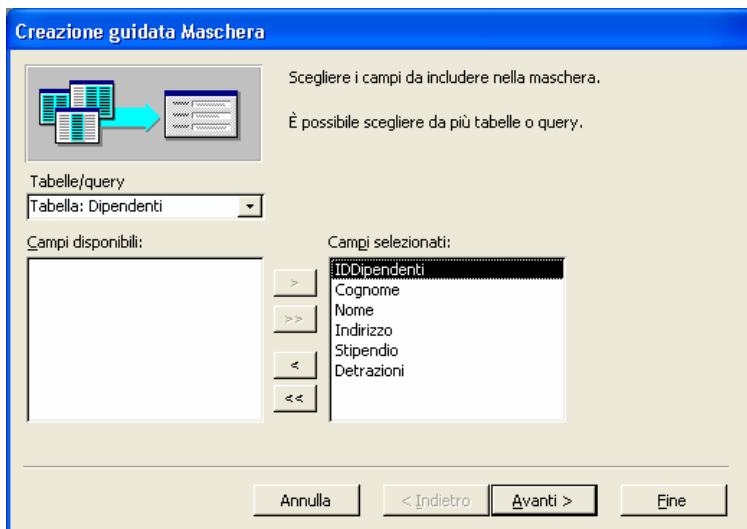 Creazione guidata Maschera
Scegliere i campi da includere nella maschera.
È possibile scegliere da più tabelle o query.
Tabelle/query
Tabella: Dipendenti
Campi disponibili:
Campi selezionati:
>
>>
<
<<
IDDipendenti
Cognome
Nome
Indirizzo
Stipendio
Detrazioni
Annulla
< Indietro
Avanti >
Fine